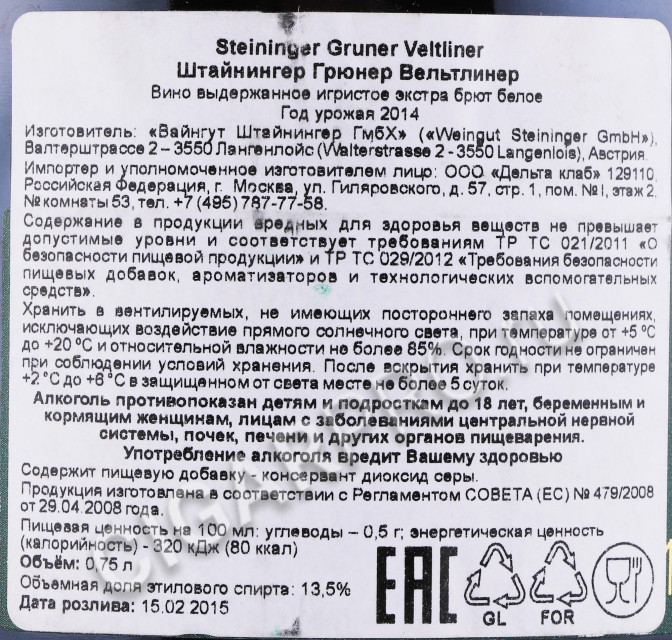 Steininger Gruner Veltliner
Штайнингер Грюнер Вельтлинер
Вино выдержанное игристое экстра брют белое
Год урожая 2014
Изготовитель: «Вайнгут Штайнингер ГмбХ» («Weingut Steininger GmbH»),
Валтерштрассе 2 – 3550 Лангенлойс (Walterstrasse 2 - 3550 Langenlois), Австрия.
Импортер и уполномоченное изготовителем лицо: ООО «Дельта клаб» 129110,
Российская Федерация, г. Москва, ул. Гиляровского, д. 57, стр. 1, пом. № I, этаж 2,
№ комнаты 53, тел. +7 (495) 787-77-58.
Содержание в продукции вредных для здоровья веществ не превышает
допустимые уровни и соответствует требованиям ТР ТС 021/2011 «О
безопасности пищевой продукции» и ТР ТС 029/2012 «Требования безопасности
пищевых добавок, ароматизаторов и технологических вспомогательных
средств».
Хранить в вентилируемых, не имеющих постороннего запаха помещениях,
исключающих воздействие прямого солнечного света, при температуре от +5 °С
до +20 °С и относительной влажности не более 85%. Срок годности не ограничен
при соблюдении условий хранения. После вскрытия хранить при температуре
+2 °С до +6 °С в защищенном от света месте не более 5 суток.
Алкоголь противопоказан детям и подросткам до 18 лет, беременным и
кормящим женщинам, лицам с заболеваниями центральной нервной
системы, почек, печени и других органов пищеварения.
Употребление алкоголя вредит Вашему здоровью
Содержит пищевую добавку - консервант диоксид серы.
Продукция изготовлена в соответствии с Регламентом СОВЕТА (ЕС) № 479/2008
от 29.04.2008 года.
Пищевая ценность на 100 мл: углеводы – 0,5 г; энергетическая ценность
(калорийность) - 320 кДж (80 ккал)
Объём: 0,75 л
Объемная доля этилового спирта: 13,5%
Дата розлива: 15.02 2015
EAC
GL FOR